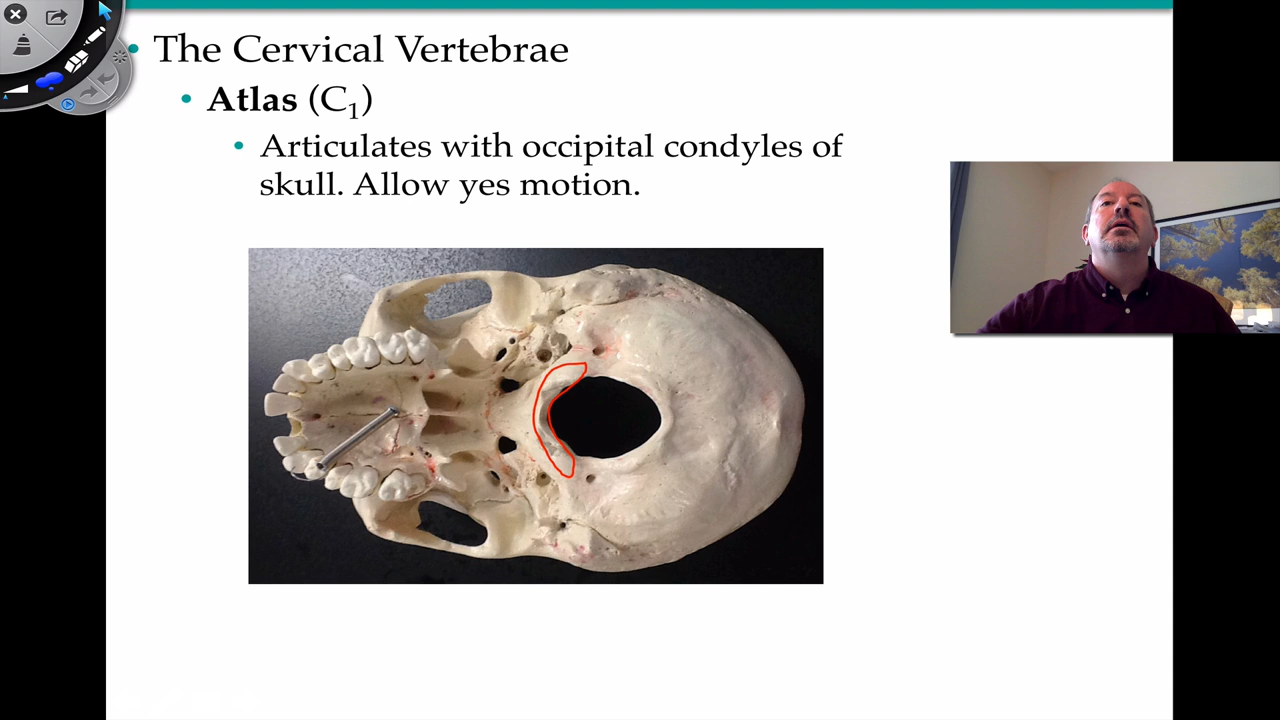 • The Cervical Vertebrae
• Atlas (C₁)
• Articulates with occipital condyles of
skull. Allow yes motion.